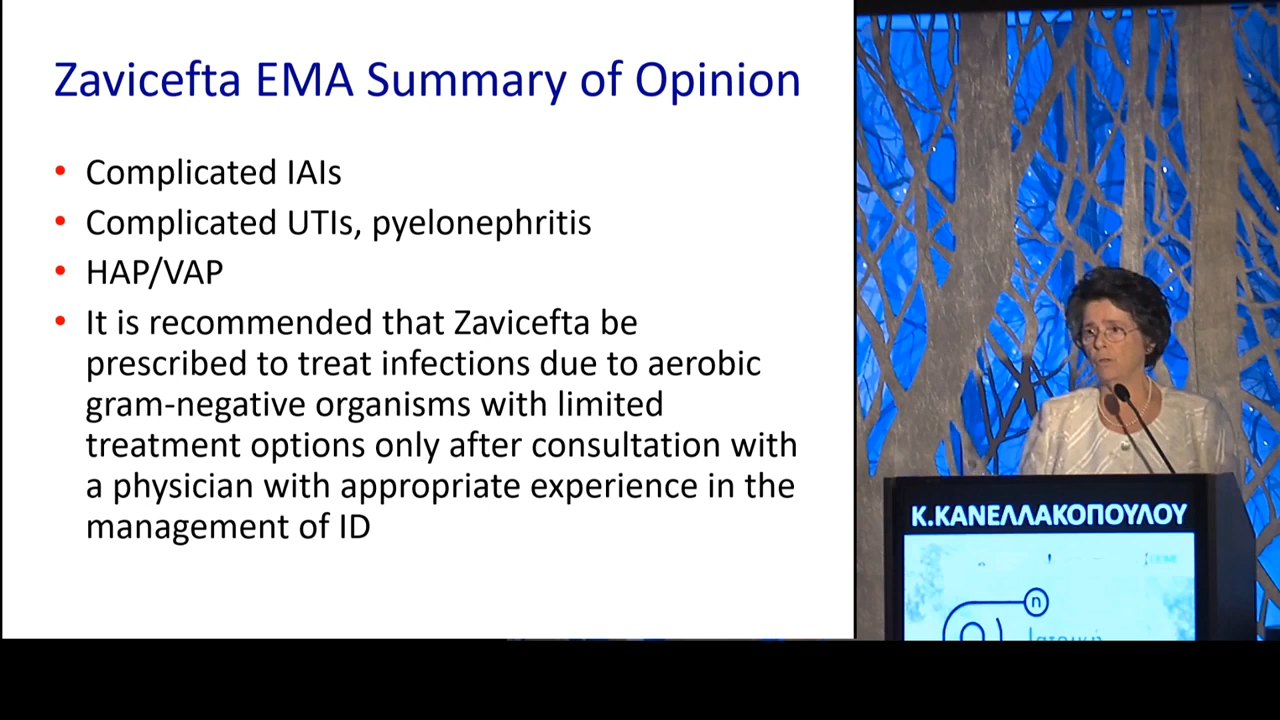 Zavicefta EMA Summary of Opinion
• Complicated IAIs
• Complicated UTIs, pyelonephritis
• HAP/VAP
• It is recommended that Zavicefta be
prescribed to treat infections due to aerobic
gram-negative organisms with limited
treatment options only after consultation with
a physician with appropriate experience in the
management of ID
Κ.ΚΑΝΕΛΛΑΚΟΠΟΥΛΟΥ
n